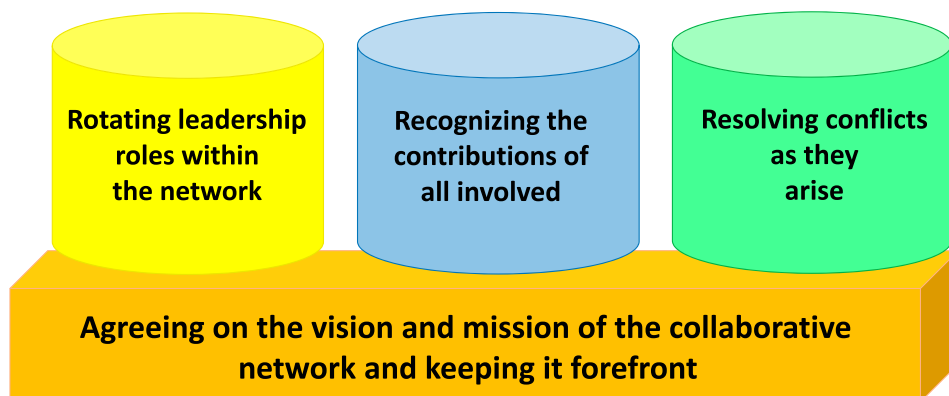 Rotating leadership
roles within
the network
Recognizing the
contributions of
all involved
Resolving conflicts
as they
arise
Agreeing on the vision and mission of the collaborative
network and keeping it forefront